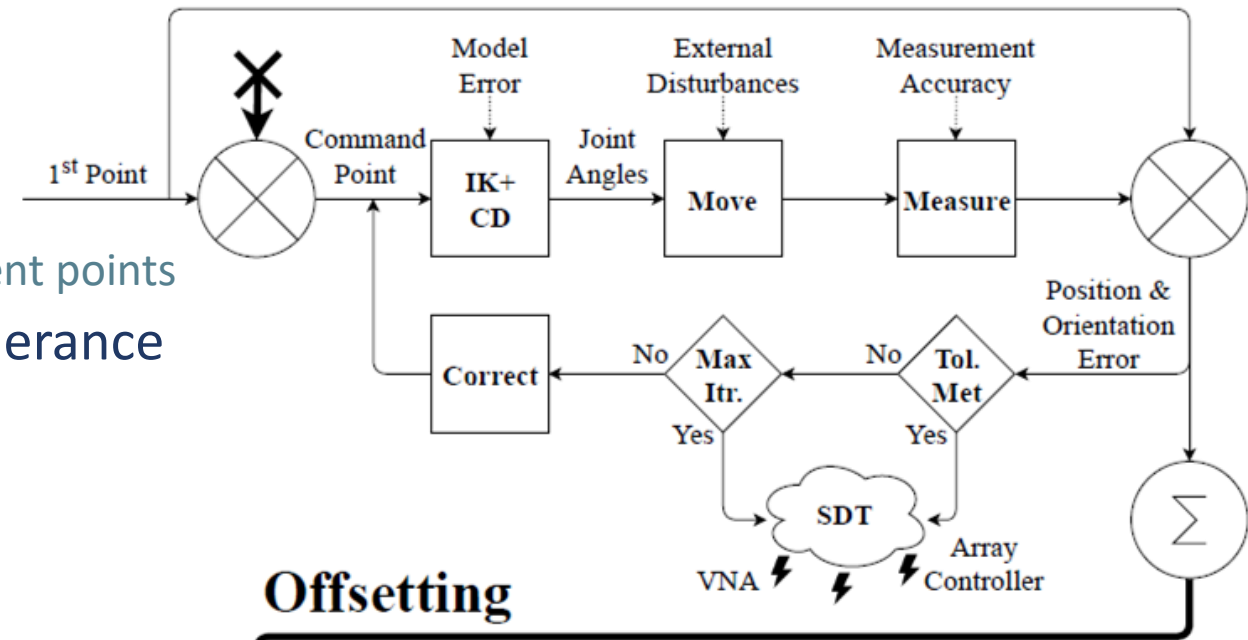 Model
Error
External
Disturbances
Measurement
Accuracy
1st Point
Command
Point
IK+
CD
Joint
Angles
Move
Measure
ent points
erance
Position &
Orientation
Error
Correct
No
Max
Itr.
No
Tol.
Met
Yes
Yes
SDT
Σ
VNA
Array
Controller
Offsetting